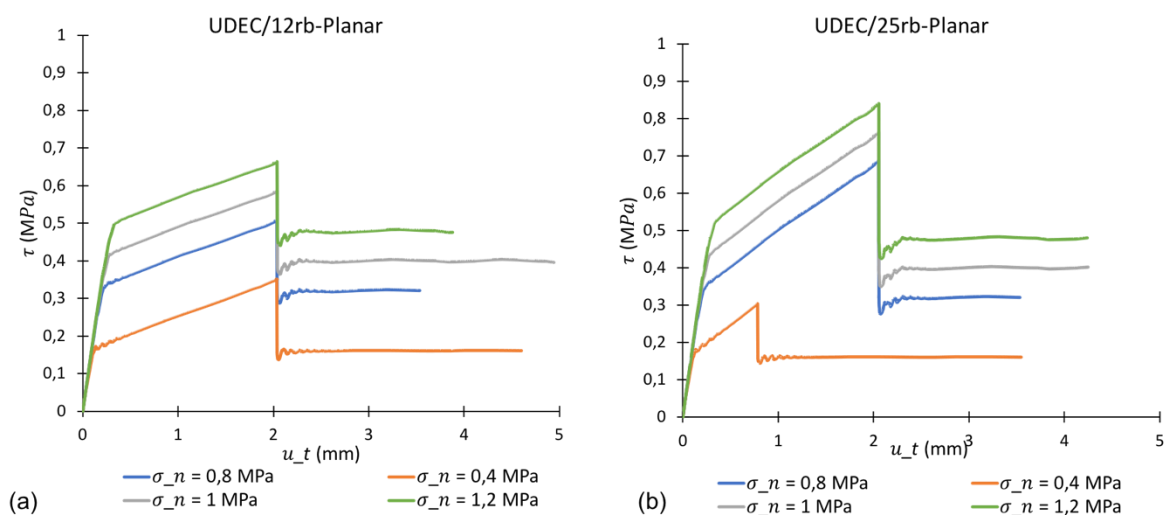 UDEC/12rb-Planar
1
0,9
0,8
0,7
0,6
0,5
0,4
0,3
0,2
0,1
0
τ (MPa)
0 1 2 3 4 5
u_t (mm)
σ_n = 0,8 MPa σ_n = 0,4 MPa
σ_n = 1 MPa σ_n = 1,2 MPa
(a)
UDEC/25rb-Planar
1
0,9
0,8
0,7
0,6
0,5
0,4
0,3
0,2
0,1
0
τ (MPa)
0 1 2 3 4 5
u_t (mm)
σ_n = 0,8 MPa σ_n = 0,4 MPa
σ_n = 1 MPa σ_n = 1,2 MPa
(b)